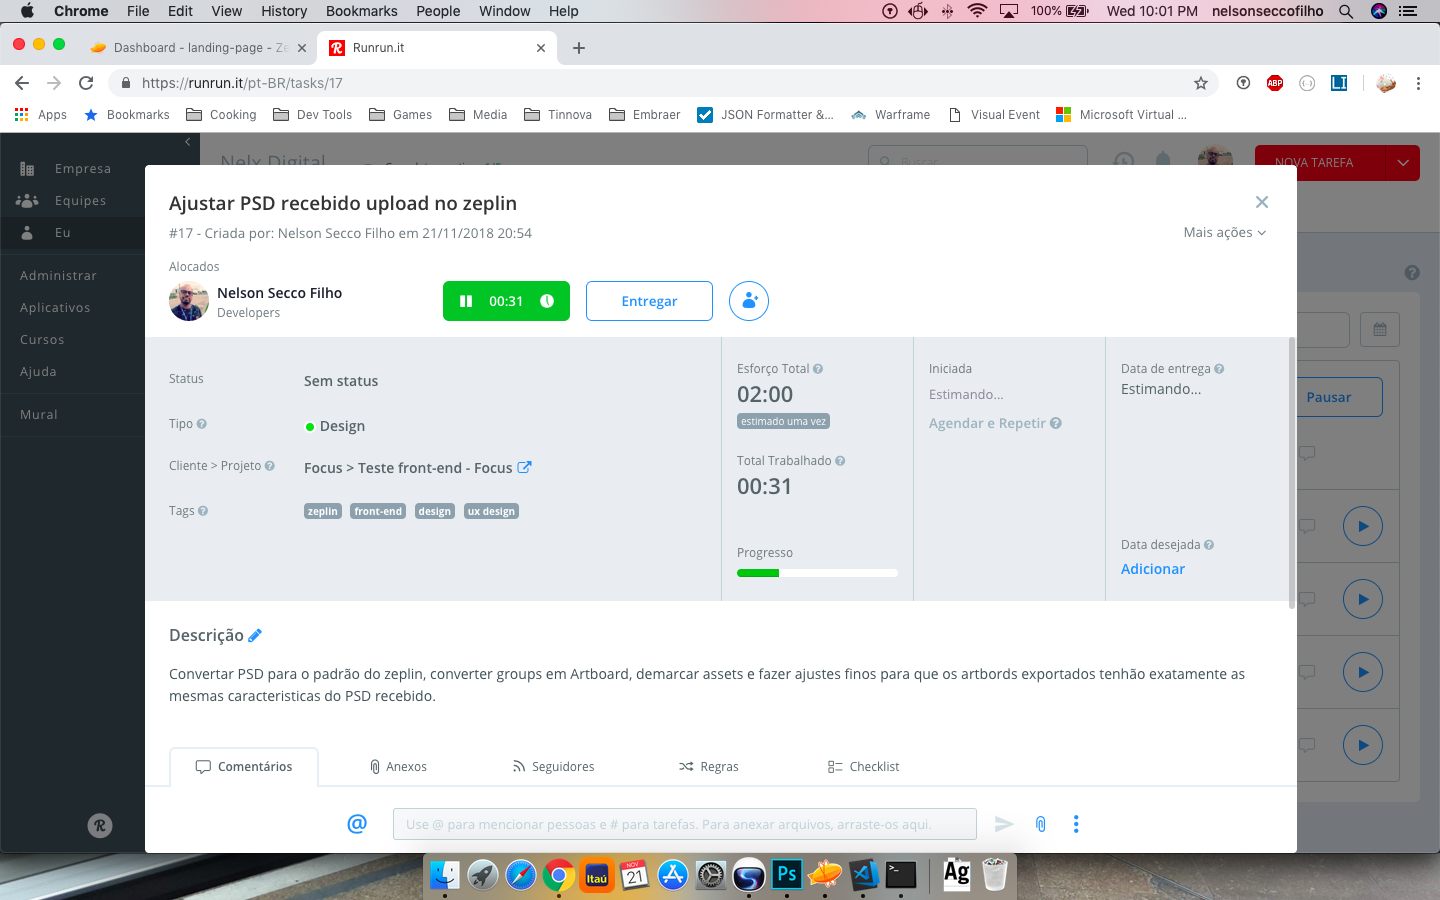 Chrome File Edit View History Bookmarks People Window Help 100% Wed 10:01 PM nelsonseccofilho
Dashboard - landing-page - Ze
Runrun.it
https://runrun.it/pt-BR/tasks/17
ABP
Apps Bookmarks Cooking Dev Tools Games Media Tinnova Embraer JSON Formatter &... Warframe Visual Event Microsoft Virtual ...
Empresa
Equipes
Eu
Administrar
Aplicativos
Cursos
Ajuda
Mural
Nelx Digital
Buscar
NOVA TAREFA
Ajustar PSD recebido upload no zeplin
#17 - Criada por: Nelson Secco Filho em 21/11/2018 20:54
Mais ações
Alocados
Nelson Secco Filho
Developers
00:31
Entregar
Status Sem status
Tipo Design
Cliente > Projeto Focus > Teste front-end - Focus
Tags zeplin front-end design ux design
Esforço Total
02:00
estimado uma vez
Total Trabalhado
00:31
Progresso
Iniciada
Estimando...
Agendar e Repetir
Data de entrega
Estimando...
Data desejada
Adicionar
Pausar
Descrição
Convertar PSD para o padrão do zeplin, converter groups em Artboard, demarcar assets e fazer ajustes finos para que os artbords exportados tenhão exatamente as
mesmas caracteristicas do PSD recebido.
Comentários Anexos Seguidores Regras Checklist
@ Use @ para mencionar pessoas e # para tarefas. Para anexar arquivos, arraste-os aqui.
Itaú NOV 21 Ps Ag